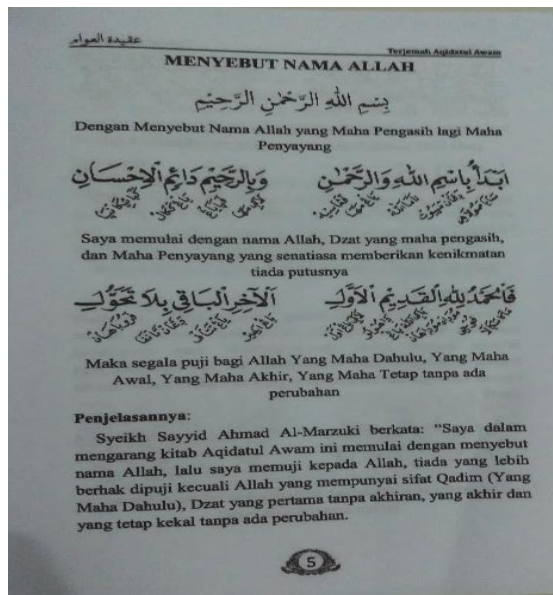 عقيدة العوام
Terjemah Aqidatul Awam
MENYEBUT NAMA ALLAH
بِسْمِ اللّٰهِ الرَّحْمٰنِ الرَّحِيْمِ
Dengan Menyebut Nama Allah yang Maha Pengasih lagi Maha
Penyayang
اَبْدَأُ بِاسْمِ اللّٰهِ وَالرَّحْمٰنِ وَبِالرَّحِيْمِ دَائِمِ الْاِحْسَانِ
Saya memulai dengan nama Allah, Dzat yang maha pengasih,
dan Maha Penyayang yang senatiasa memberikan kenikmatan
tiada putusnya
فَالْحَمْدُ لِلّٰهِ الْقَدِيْمِ الْاَوَّلِ اَلْآخِرِ الْبَاقِيْ بِلَا تَحَوُّلِ
Maka segala puji bagi Allah Yang Maha Dahulu, Yang Maha
Awal, Yang Maha Akhir, Yang Maha Tetap tanpa ada
perubahan
Penjelasannya:
Syeikh Sayyid Ahmad Al-Marzuki berkata: “Saya dalam
mengarang kitab Aqidatul Awam ini memulai dengan menyebut
nama Allah, lalu saya memuji kepada Allah, tiada yang lebih
berhak dipuji kecuali Allah yang mempunyai sifat Qadim (Yang
Maha Dahulu), Dzat yang pertama tanpa akhiran, yang akhir dan
yang tetap kekal tanpa ada perubahan.
5